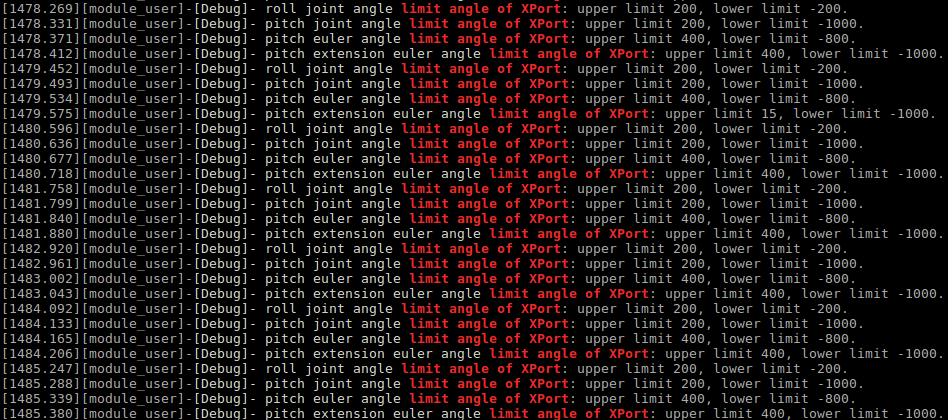 [1478.269][module_user]-[Debug]- roll joint angle limit angle of XPort: upper limit 200, lower limit -200.
[1478.331][module_user]-[Debug]- pitch joint angle limit angle of XPort: upper limit 200, lower limit -1000.
[1478.371][module_user]-[Debug]- pitch euler angle limit angle of XPort: upper limit 400, lower limit -800.
[1478.412][module_user]-[Debug]- pitch extension euler angle limit angle of XPort: upper limit 400, lower limit -1000.
[1479.452][module_user]-[Debug]- roll joint angle limit angle of XPort: upper limit 200, lower limit -200.
[1479.493][module_user]-[Debug]- pitch joint angle limit angle of XPort: upper limit 200, lower limit -1000.
[1479.534][module_user]-[Debug]- pitch euler angle limit angle of XPort: upper limit 400, lower limit -800.
[1479.575][module_user]-[Debug]- pitch extension euler angle limit angle of XPort: upper limit 15, lower limit -1000.
[1480.596][module_user]-[Debug]- roll joint angle limit angle of XPort: upper limit 200, lower limit -200.
[1480.636][module_user]-[Debug]- pitch joint angle limit angle of XPort: upper limit 200, lower limit -1000.
[1480.677][module_user]-[Debug]- pitch euler angle limit angle of XPort: upper limit 400, lower limit -800.
[1480.718][module_user]-[Debug]- pitch extension euler angle limit angle of XPort: upper limit 400, lower limit -1000.
[1481.758][module_user]-[Debug]- roll joint angle limit angle of XPort: upper limit 200, lower limit -200.
[1481.799][module_user]-[Debug]- pitch joint angle limit angle of XPort: upper limit 200, lower limit -1000.
[1481.840][module_user]-[Debug]- pitch euler angle limit angle of XPort: upper limit 400, lower limit -800.
[1481.880][module_user]-[Debug]- pitch extension euler angle limit angle of XPort: upper limit 400, lower limit -1000.
[1482.920][module_user]-[Debug]- roll joint angle limit angle of XPort: upper limit 200, lower limit -200.
[1482.961][module_user]-[Debug]- pitch joint angle limit angle of XPort: upper limit 200, lower limit -1000.
[1483.002][module_user]-[Debug]- pitch euler angle limit angle of XPort: upper limit 400, lower limit -800.
[1483.043][module_user]-[Debug]- pitch extension euler angle limit angle of XPort: upper limit 400, lower limit -1000.
[1484.092][module_user]-[Debug]- roll joint angle limit angle of XPort: upper limit 200, lower limit -200.
[1484.133][module_user]-[Debug]- pitch joint angle limit angle of XPort: upper limit 200, lower limit -1000.
[1484.165][module_user]-[Debug]- pitch euler angle limit angle of XPort: upper limit 400, lower limit -800.
[1484.206][module_user]-[Debug]- pitch extension euler angle limit angle of XPort: upper limit 400, lower limit -1000.
[1485.247][module_user]-[Debug]- roll joint angle limit angle of XPort: upper limit 200, lower limit -200.
[1485.288][module_user]-[Debug]- pitch joint angle limit angle of XPort: upper limit 200, lower limit -1000.
[1485.339][module_user]-[Debug]- pitch euler angle limit angle of XPort: upper limit 400, lower limit -800.
[1485.380][module_user]-[Debug]- pitch extension euler angle limit angle of XPort: upper limit 400, lower limit -1000.